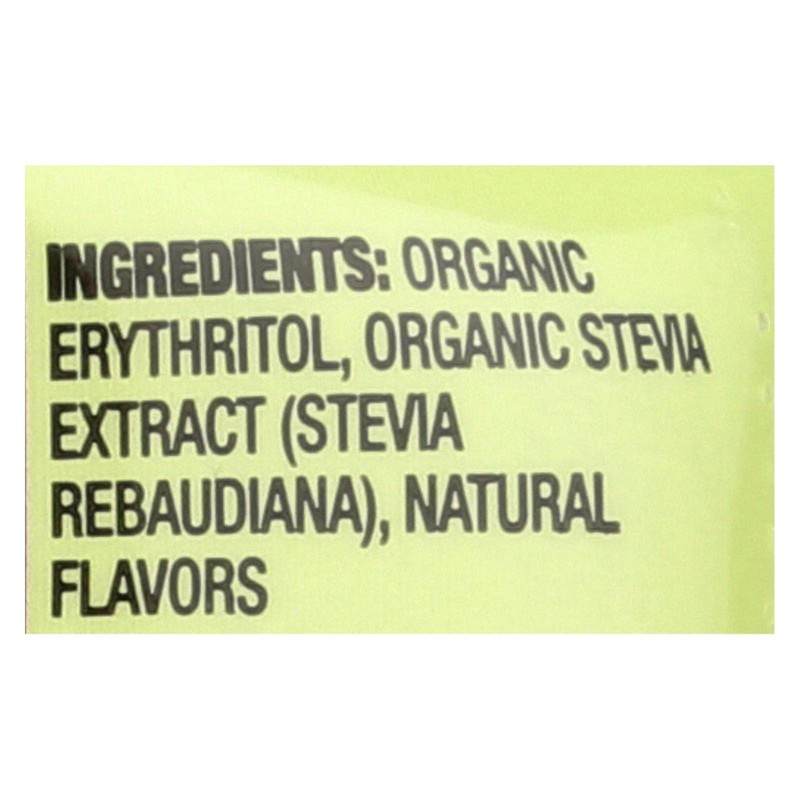 INGREDIENTS: ORGANIC
ERYTHRITOL, ORGANIC STEVIA
EXTRACT (STEVIA
REBAUDIANA), NATURAL
FLAVORS